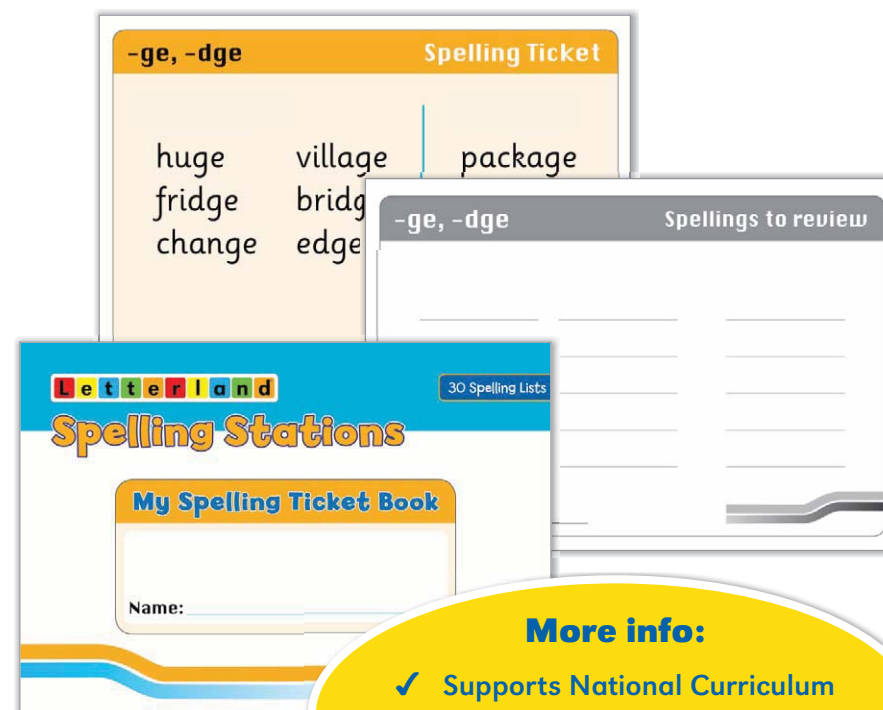 -ge, -dge Spelling Ticket
huge village package
fridge
change edge
-ge, -dge Spellings to review
Letterland
30 Spelling Lists
Spelling Stations
My Spelling Ticket Book
Name:
More info:
✓ Supports National Curriculum